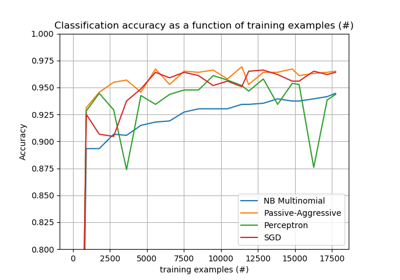 Classification accuracy as a function of training examples (#)
1.000
0.975
0.950
0.925
0.900
0.875
0.850
0.825
0.800
Accuracy
NB Multinomial
Passive-Aggressive
Perceptron
SGD
0 2500 5000 7500 10000 12500 15000 17500
training examples (#)